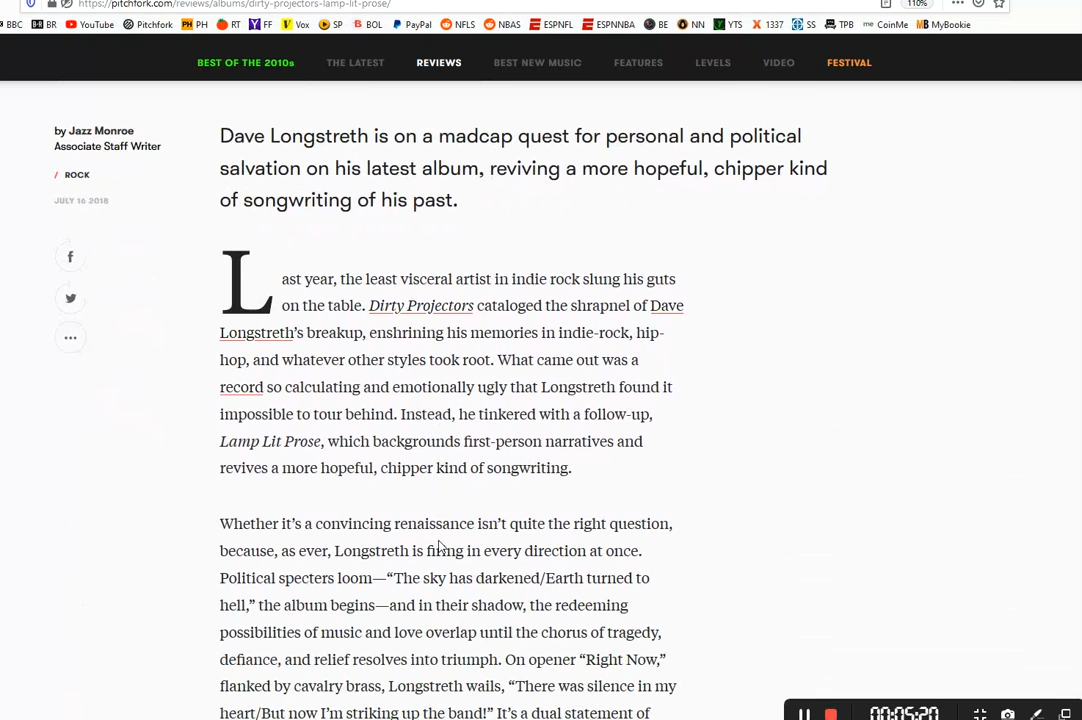 https://pitchfork.com/reviews/albums/dirty-projectors-lamp-lit-prose/ 110%
BBC BR YouTube PH Pitchfork PH RT FF Vox SP BOL PayPal NFLS NBAS ESPNFL ESPNNBA BE NN YTS 1337 SS TPB CoinMe MyBookie
BEST OF THE 2010s THE LATEST REVIEWS BEST NEW MUSIC FEATURES LEVELS VIDEO FESTIVAL
by Jazz Monroe
Associate Staff Writer
/ ROCK
JULY 16 2018
Dave Longstreth is on a madcap quest for personal and political
salvation on his latest album, reviving a more hopeful, chipper kind
of songwriting of his past.
Last year, the least visceral artist in indie rock slung his guts
on the table. Dirty Projectors cataloged the shrapnel of Dave
Longstreth’s breakup, enshrining his memories in indie-rock, hip-
hop, and whatever other styles took root. What came out was a
record so calculating and emotionally ugly that Longstreth found it
impossible to tour behind. Instead, he tinkered with a follow-up,
Lamp Lit Prose, which backgrounds first-person narratives and
revives a more hopeful, chipper kind of songwriting.
Whether it’s a convincing renaissance isn’t quite the right question,
because, as ever, Longstreth is firing in every direction at once.
Political specters loom—“The sky has darkened/Earth turned to
hell,” the album begins—and in their shadow, the redeeming
possibilities of music and love overlap until the chorus of tragedy,
defiance, and relief resolves into triumph. On opener “Right Now,”
flanked by cavalry brass, Longstreth wails, “There was silence in my
heart/But now I’m striking up the band!” It’s a dual statement of
00:05:20